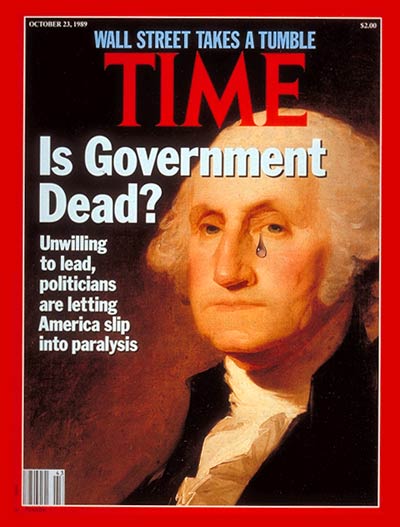 OCTOBER 23, 1989
$2.00
WALL STREET TAKES A TUMBLE
TIME
Is Government
Dead?
Unwilling
to lead,
politicians
are letting
America slip
into paralysis
43